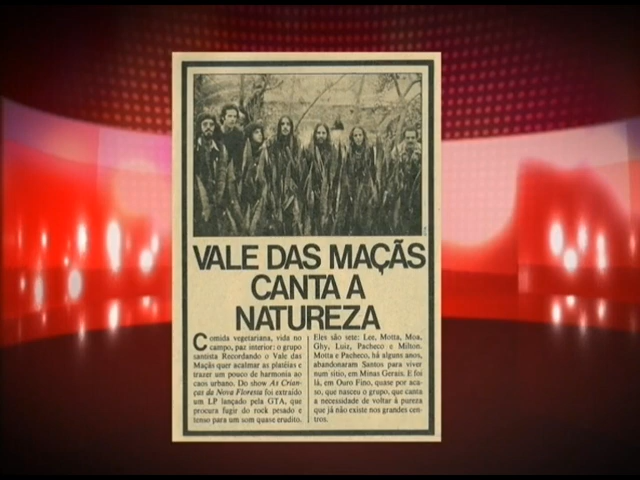 VALE DAS MAÇÃS
CANTA A
NATUREZA
Comida vegetariana, vida no
campo, paz interior: o grupo
santista Recordando o Vale das
Maçãs quer acalmar as platéias e
trazer um pouco de harmonia ao
caos urbano. Do show As Crian-
ças da Nova Floresta foi extraído
um LP lançado pela GTA, que
procura fugir do rock pesado e
tenso para um som quase erudito.
Eles são sete: Lee, Motta, Moa,
Ghy, Luiz, Pacheco e Milton.
Motta e Pacheco, há alguns anos,
abandonaram Santos para viver
num sítio, em Minas Gerais. E foi
lá, em Ouro Fino, quase por aca-
so, que nasceu o grupo, que canta
a necessidade de voltar à pureza
que já não existe nos grandes cen-
tros.